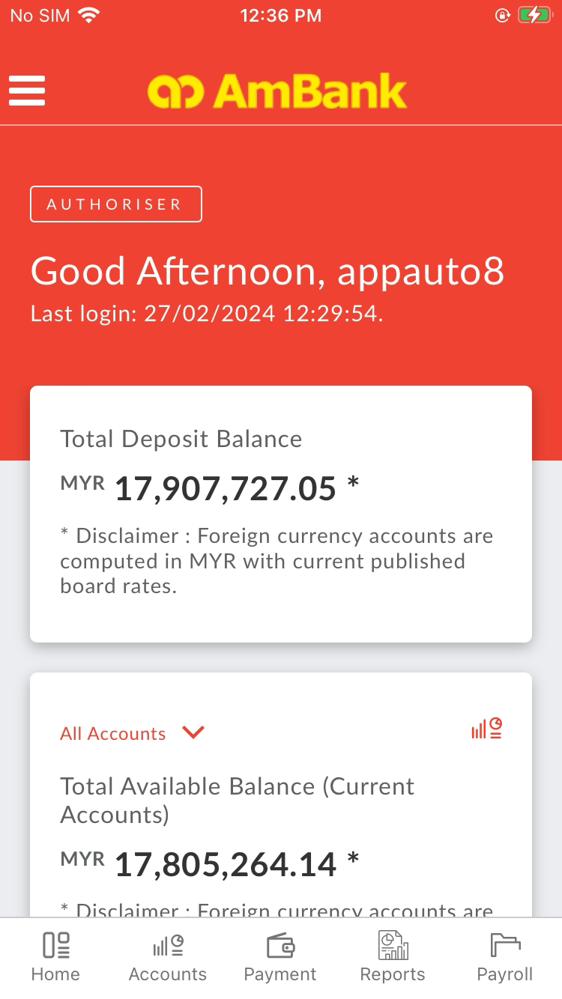 No SIM 12:36 PM
AmBank
AUTHORISER
Good Afternoon, appauto8
Last login: 27/02/2024 12:29:54.
Total Deposit Balance
MYR 17,907,727.05 *
* Disclaimer : Foreign currency accounts are
computed in MYR with current published
board rates.
All Accounts
Total Available Balance (Current
Accounts)
MYR 17,805,264.14 *
* Disclaimer : Foreign currency accounts are
Home Accounts Payment Reports Payroll